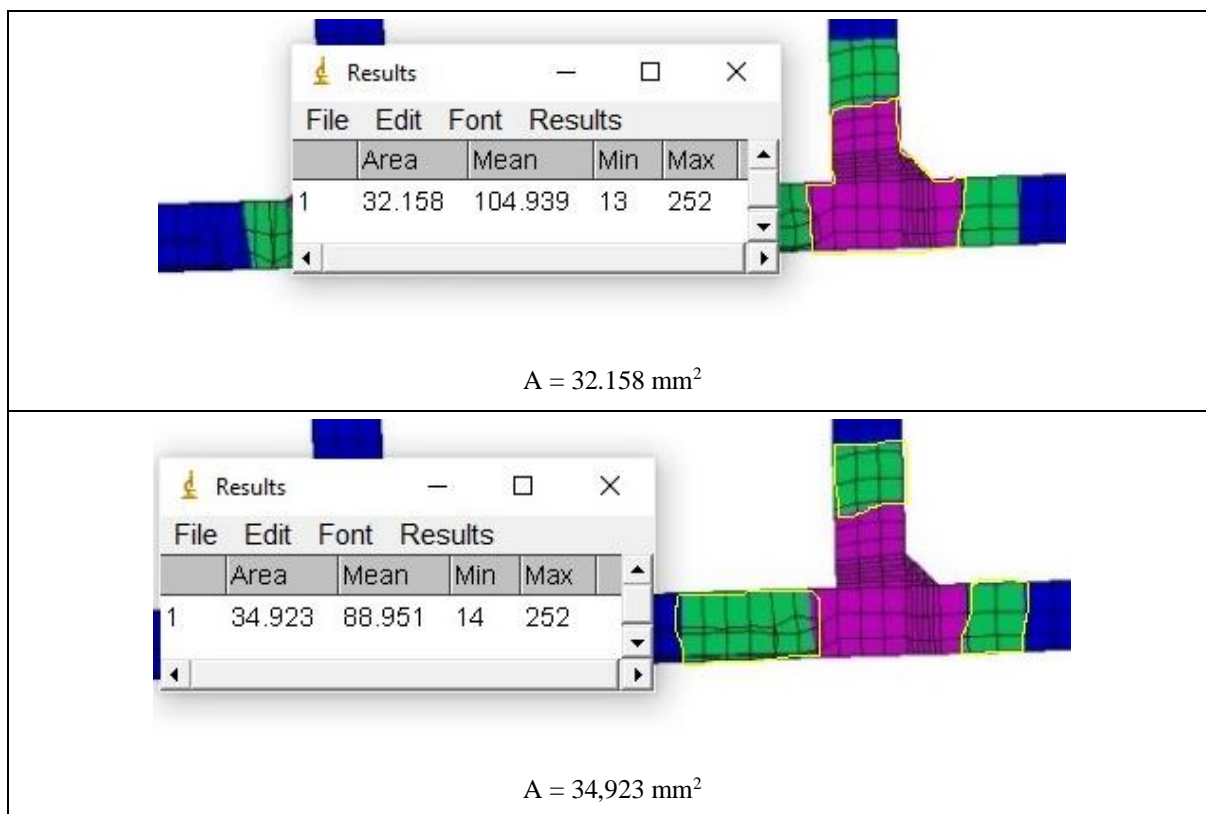 Results
File Edit Font Results
Area Mean Min Max
1 32.158 104.939 13 252
A = 32.158 mm²
Results
File Edit Font Results
Area Mean Min Max
1 34.923 88.951 14 252
A = 34,923 mm²